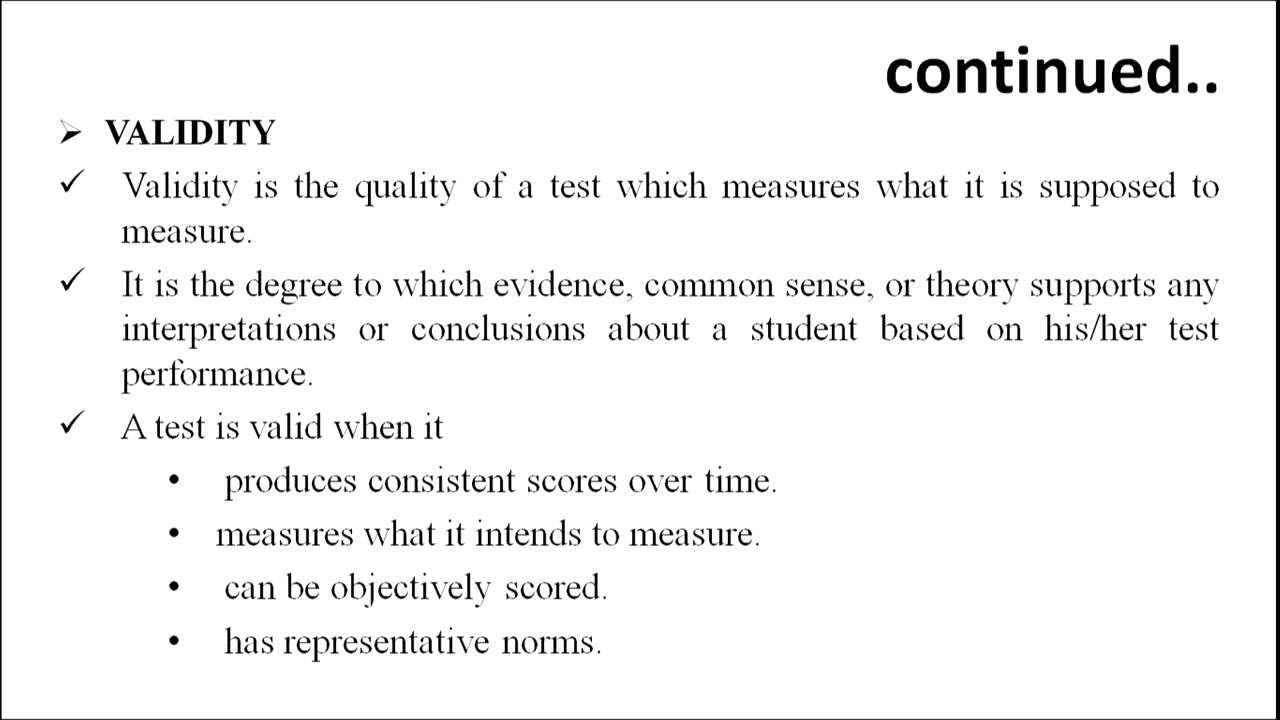 continued..
➢ VALIDITY
✓ Validity is the quality of a test which measures what it is supposed to
measure.
✓ It is the degree to which evidence, common sense, or theory supports any
interpretations or conclusions about a student based on his/her test
performance.
✓ A test is valid when it
• produces consistent scores over time.
• measures what it intends to measure.
• can be objectively scored.
• has representative norms.